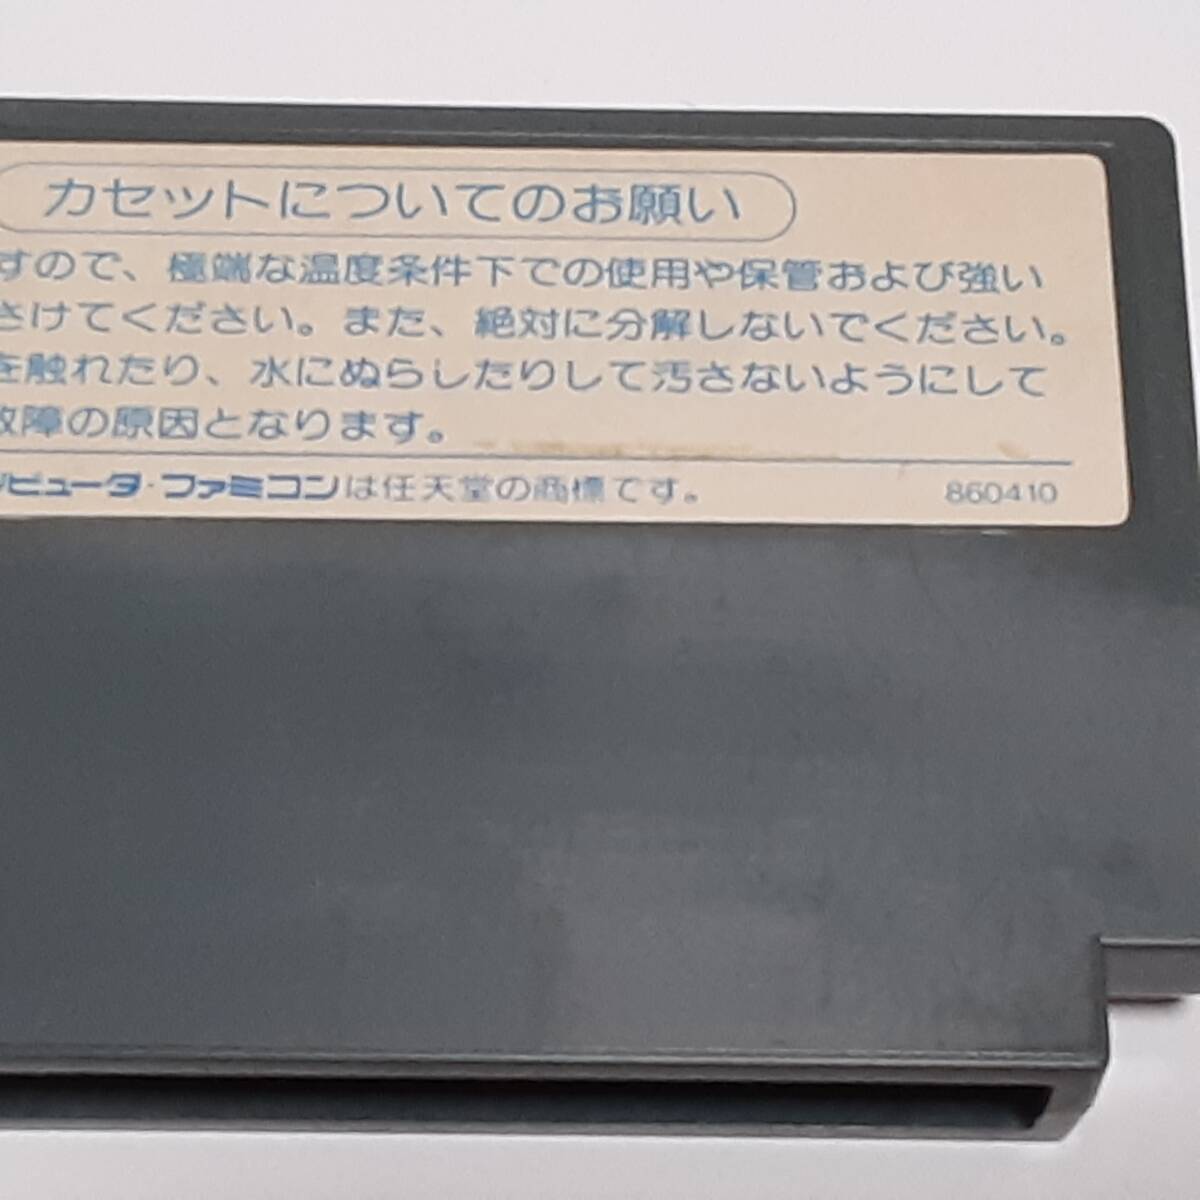 カセットについてのお願い
すので、極端な温度条件下での使用や保管および強い
さけてください。また、絶対に分解しないでください。
を触れたり、水にぬらしたりして汚さないようにして
故障の原因となります。
ピュータ・ファミコンは任天堂の商標です。
860410